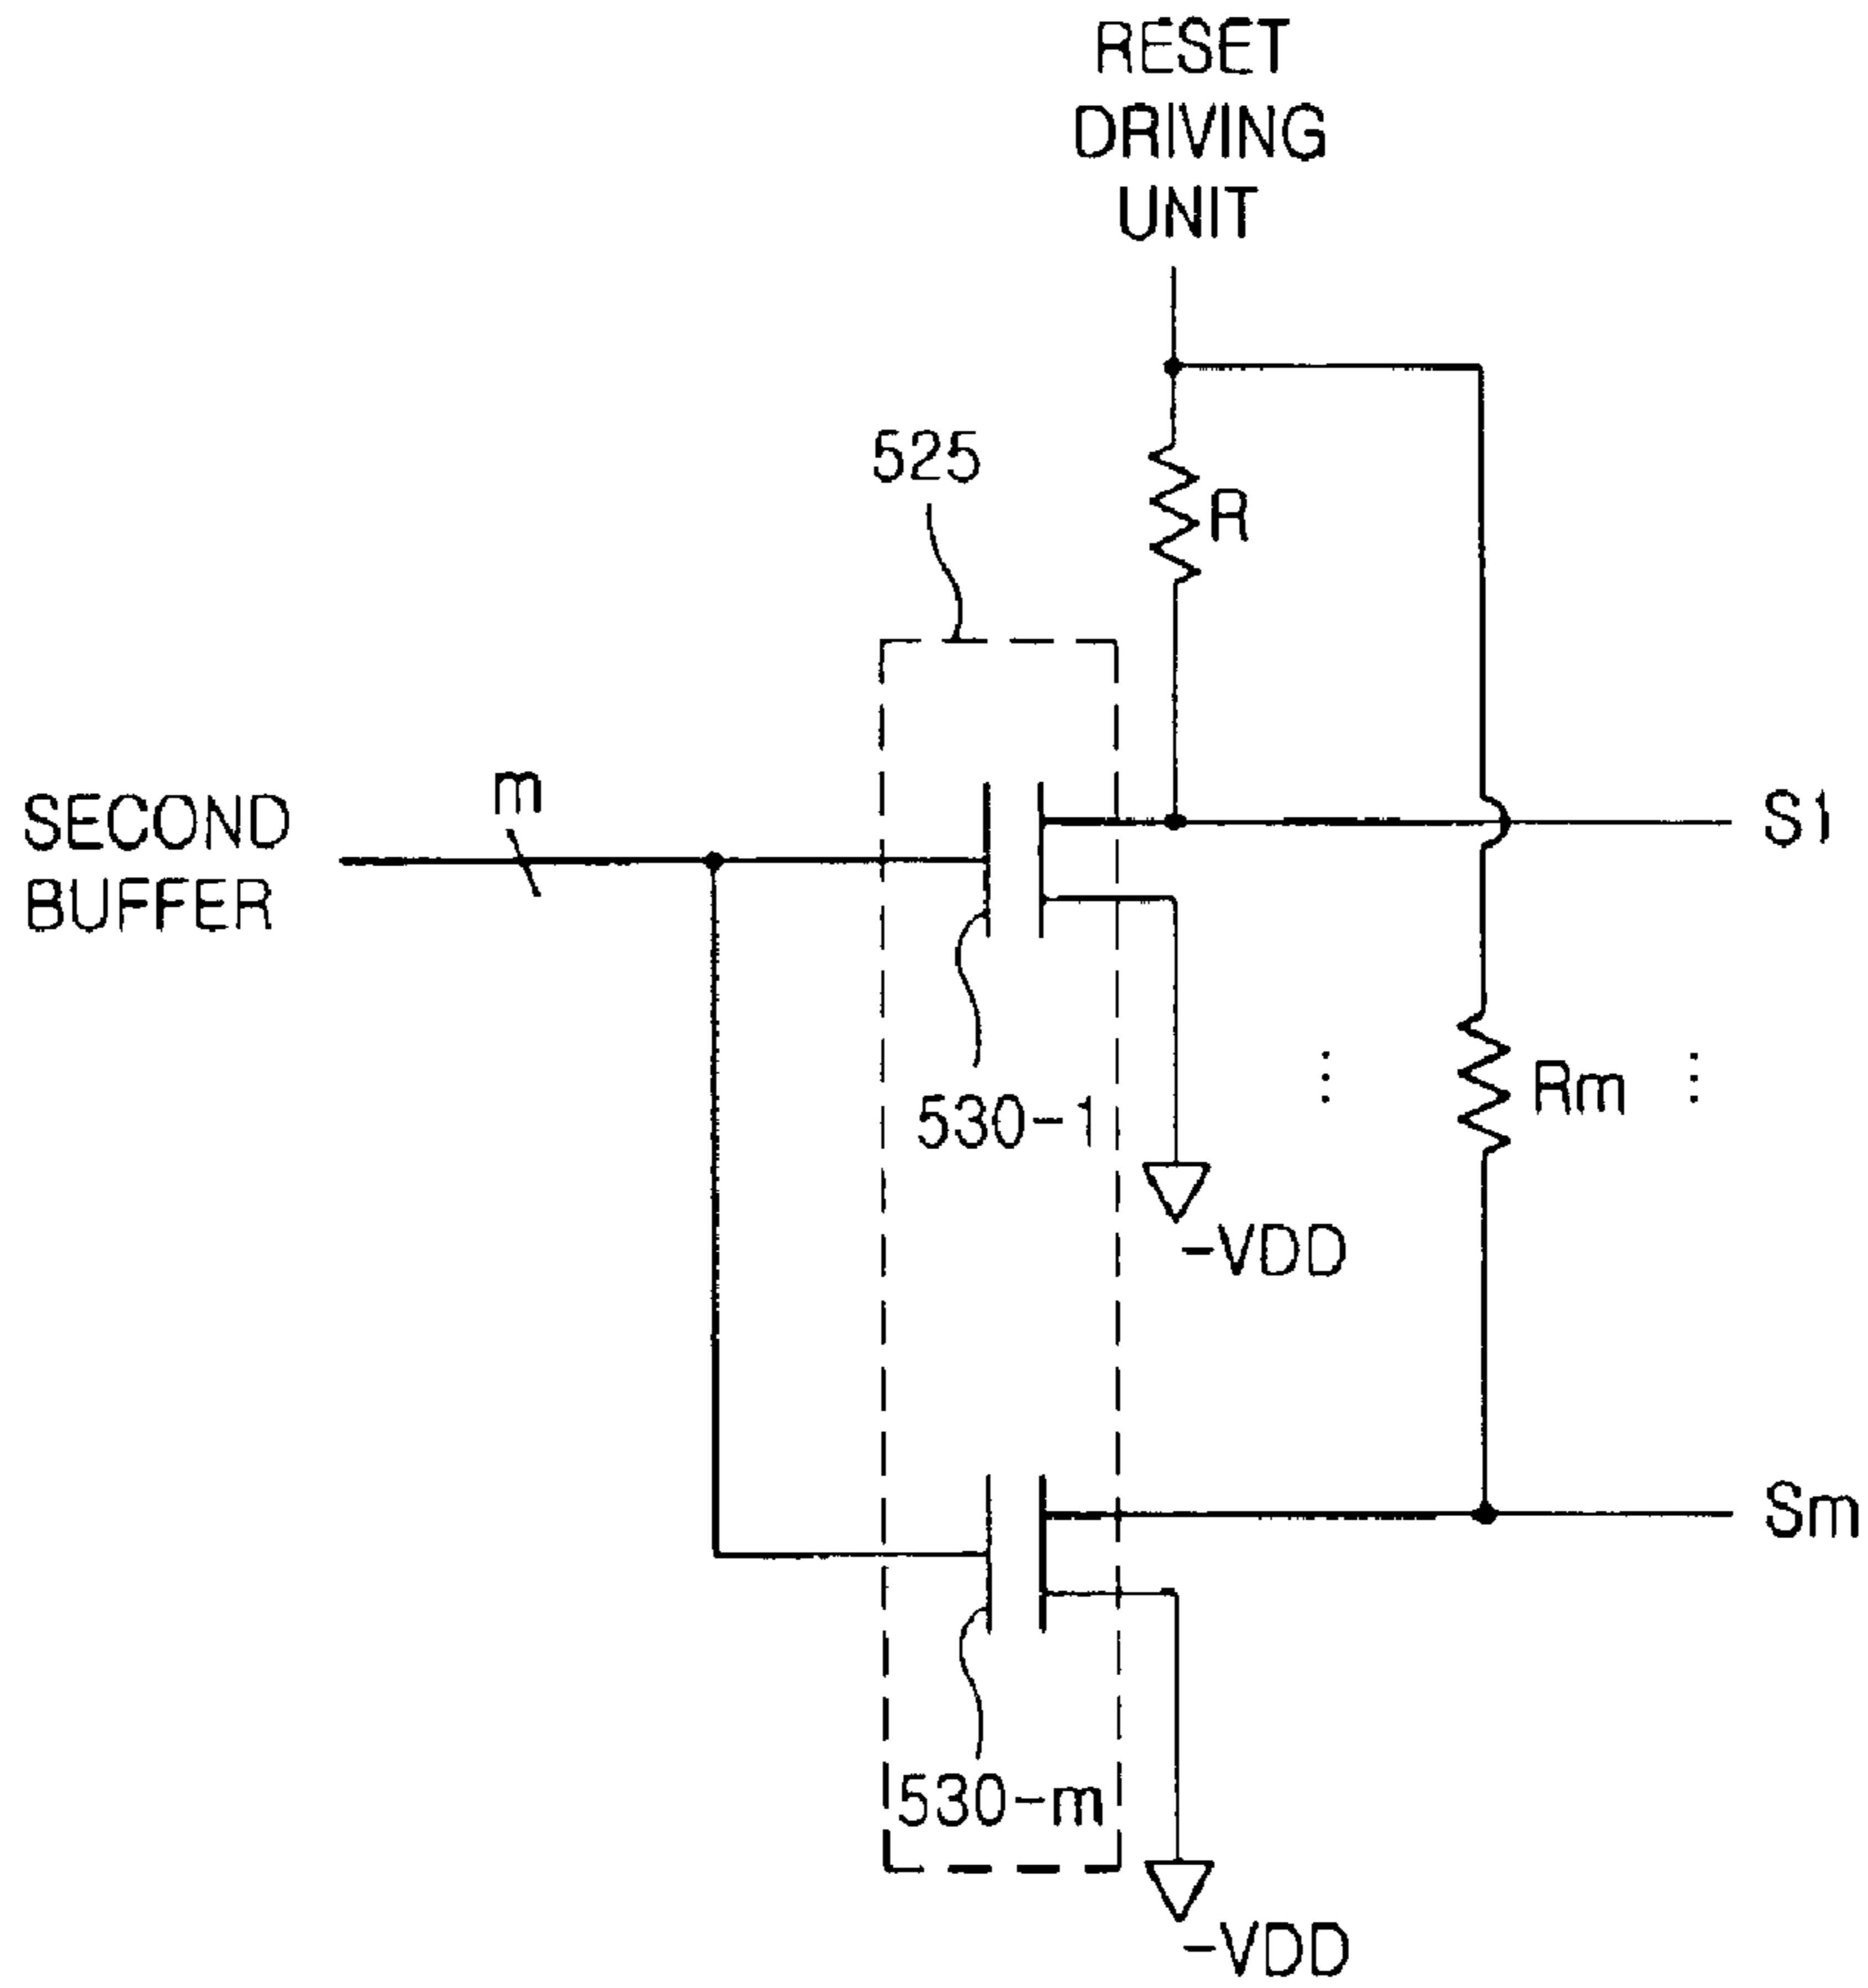 RESET
DRIVING
UNIT
525
R
m
SECOND
BUFFER
S1
530-1
Rm
-VDD
Sm
530-m
-VDD